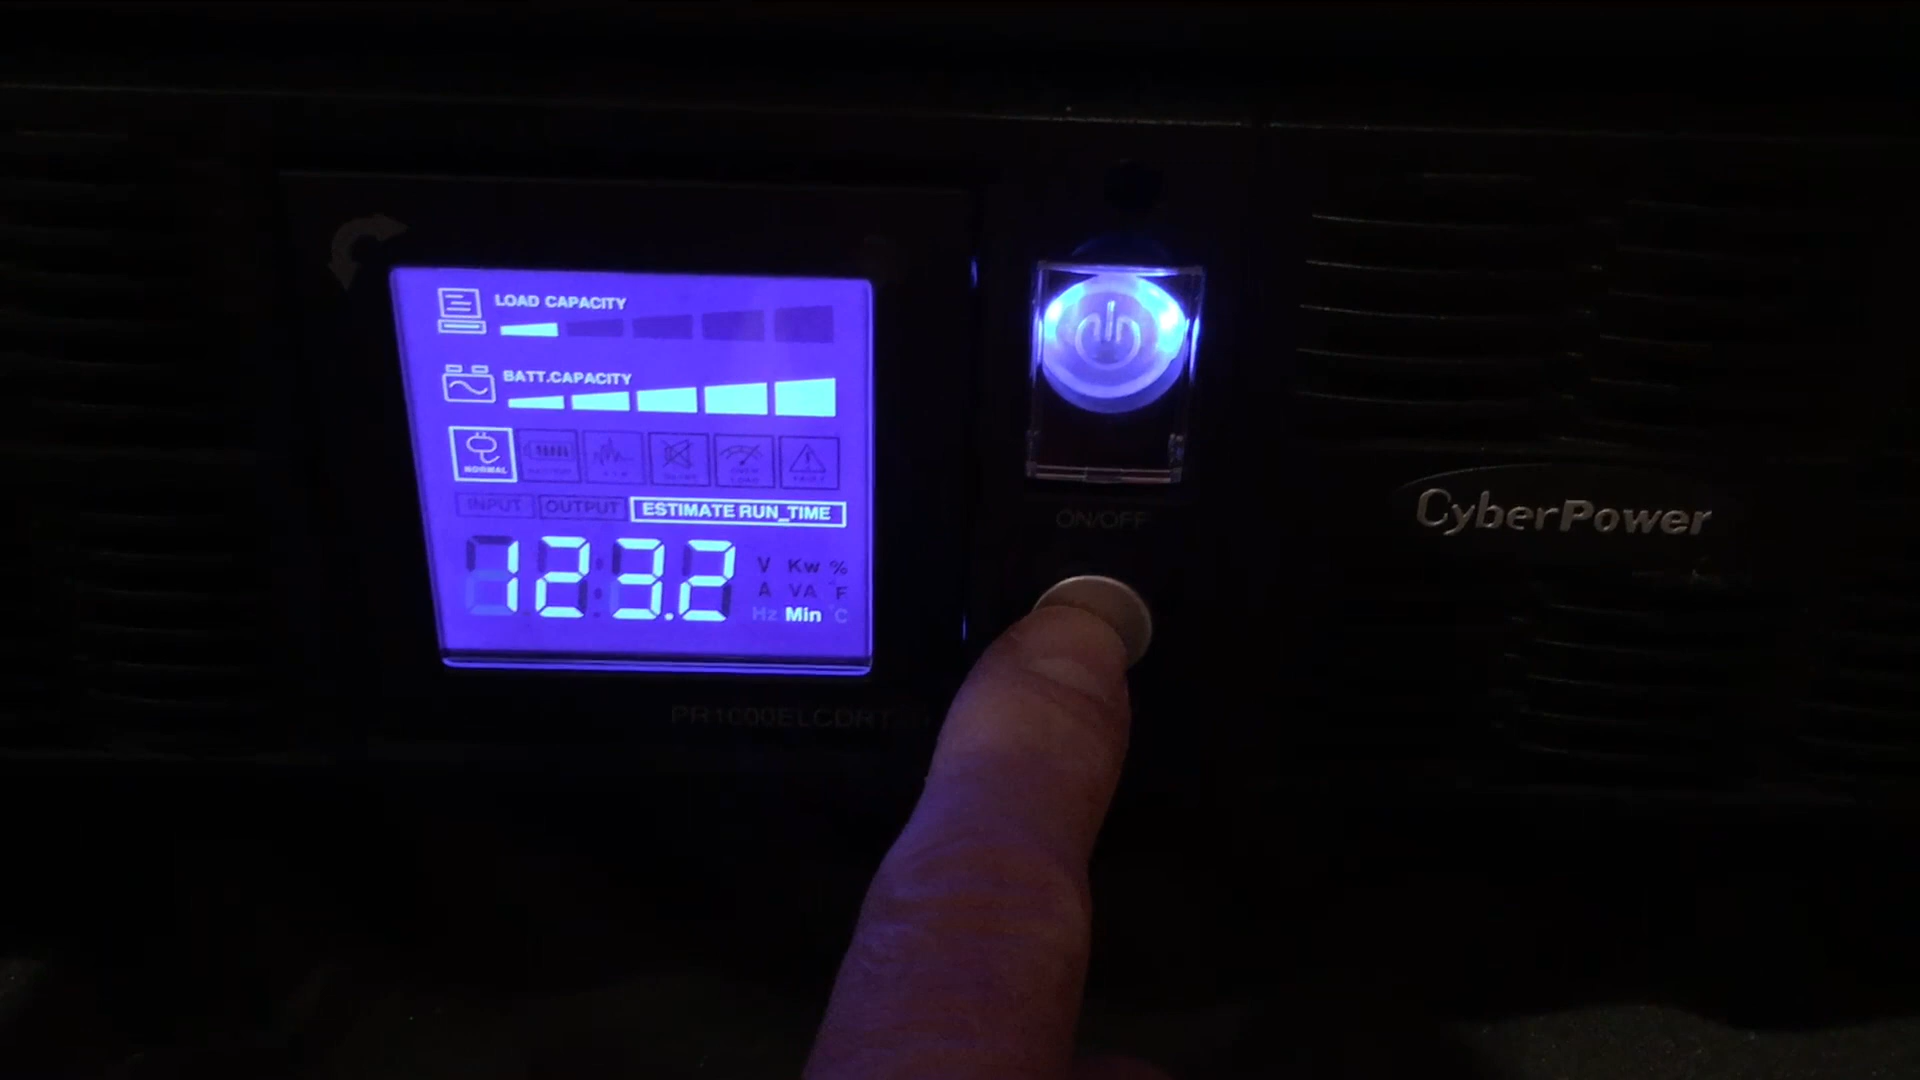 LOAD CAPACITY
BATT.CAPACITY
NORMAL
INPUT OUTPUT ESTIMATE RUN_TIME
123.2
V Kw %
A VA °F
Hz Min °C
ON/OFF
CyberPower